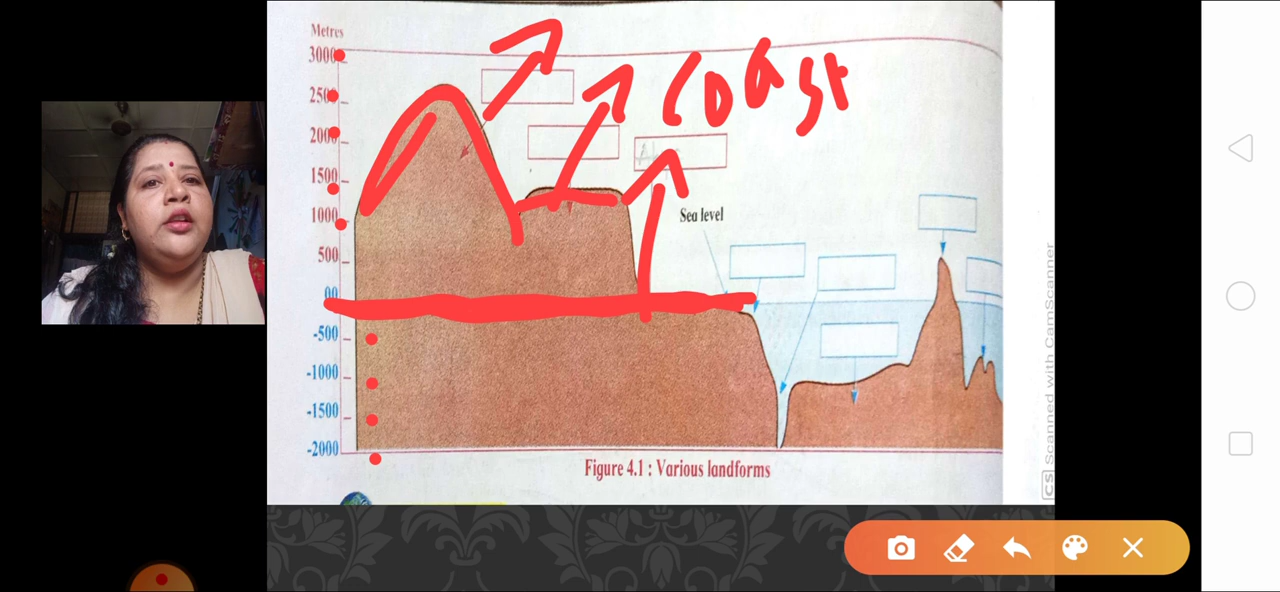 Metres
3000
2500
2000
1500
1000
500
00
-500
-1000
-1500
-2000
coast
Sea level
Figure 4.1 : Various landforms
CS Scanned with CamScanner